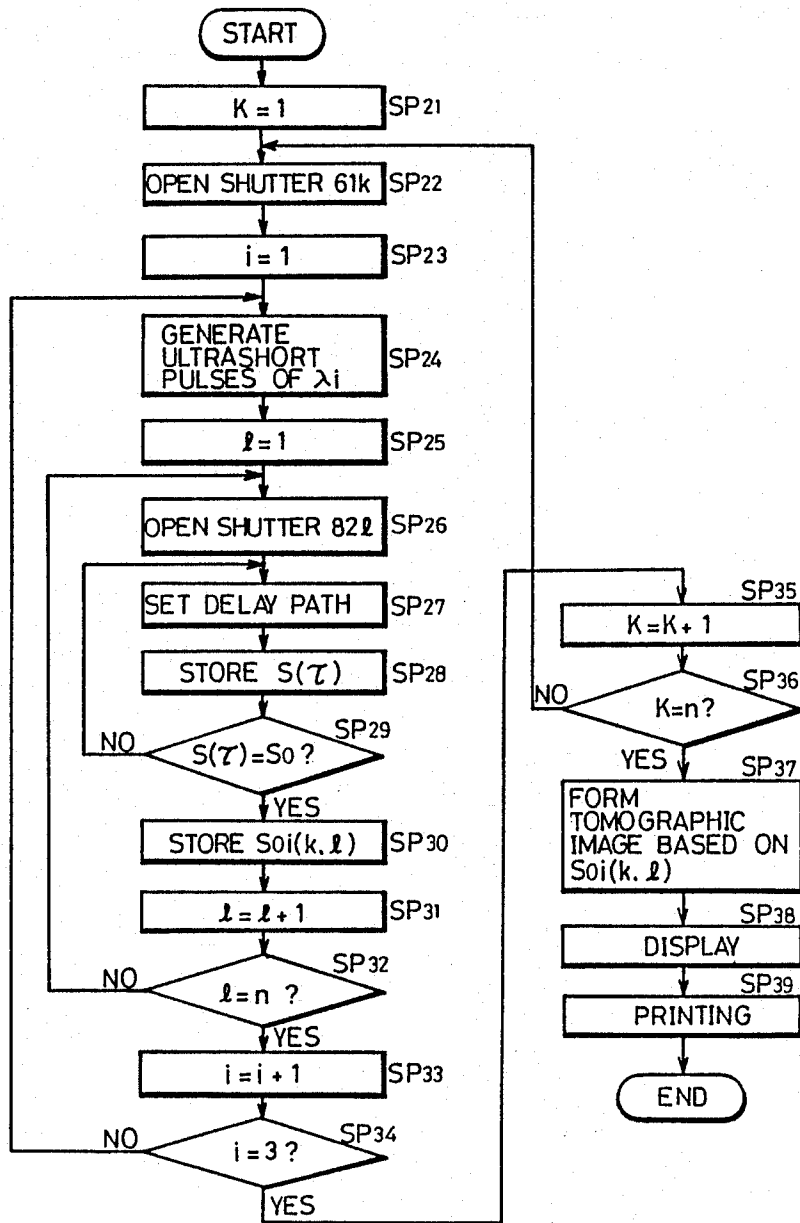 START
K = 1 SP21
OPEN SHUTTER 61k SP22
i = 1 SP23
GENERATE
ULTRASHORT
PULSES OF λi
SP24
ℓ = 1 SP25
OPEN SHUTTER 82ℓ SP26
SET DELAY PATH SP27
STORE S(τ) SP28
SP29
NO S(τ)=S0 ?
YES
STORE S0i(k.ℓ) SP30
ℓ = ℓ+1 SP31
SP32
NO ℓ=n ?
YES
i = i + 1 SP33
SP34
NO i = 3 ?
YES
SP35
K=K+1
SP36
NO K=n?
YES SP37
FORM
TOMOGRAPHIC
IMAGE BASED ON
S0i(k.ℓ)
SP38
DISPLAY
SP39
PRINTING
END